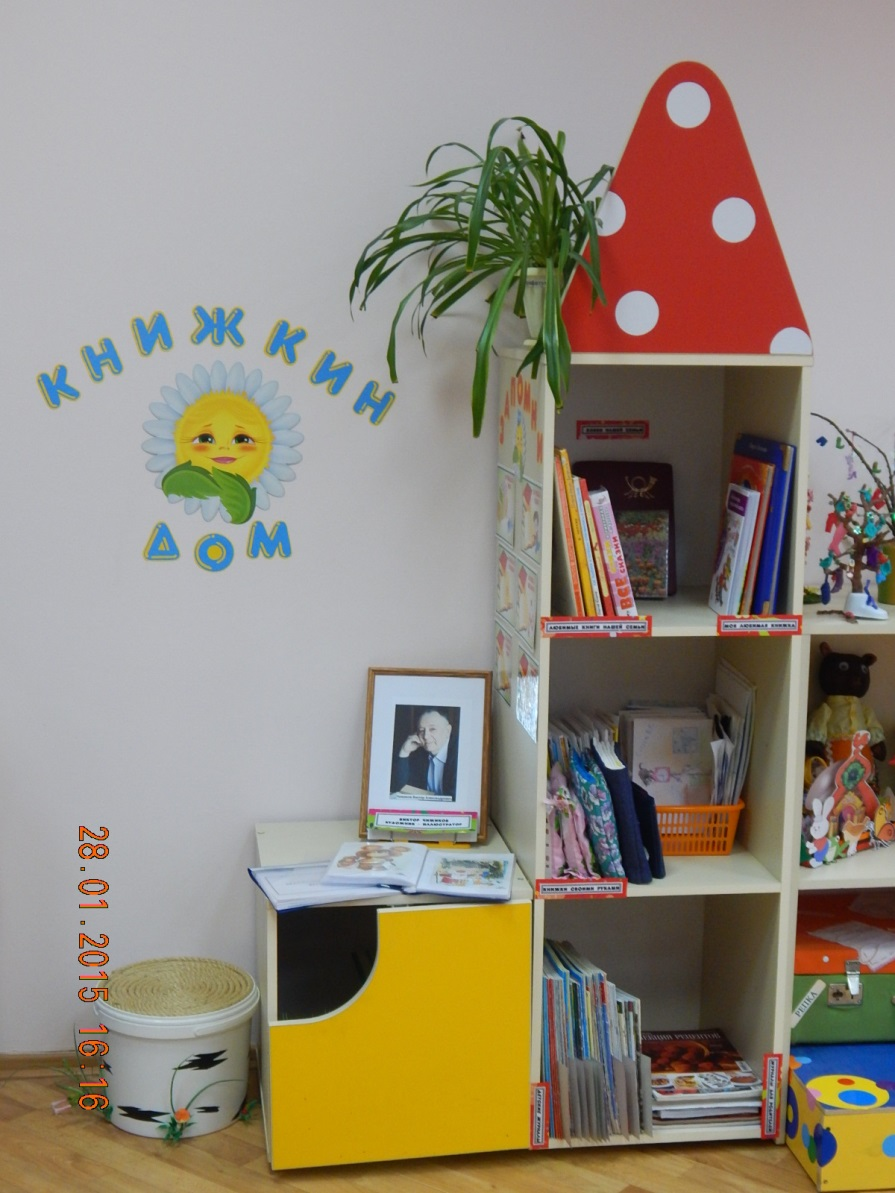 КНИЖКИН
ДОМ
ЗАПОМНИ
ЛЮБИМЫЕ КНИГИ НАШЕЙ СЕМЬИ
МОЯ ЛЮБИМАЯ КНИЖКА
ВИКТОР ЧИЖИКОВ
ХУДОЖНИК - ИЛЛЮСТРАТОР
КНИЖКИ СВОИМИ РУКАМИ
РЕПКА
28.01.2015 16:16